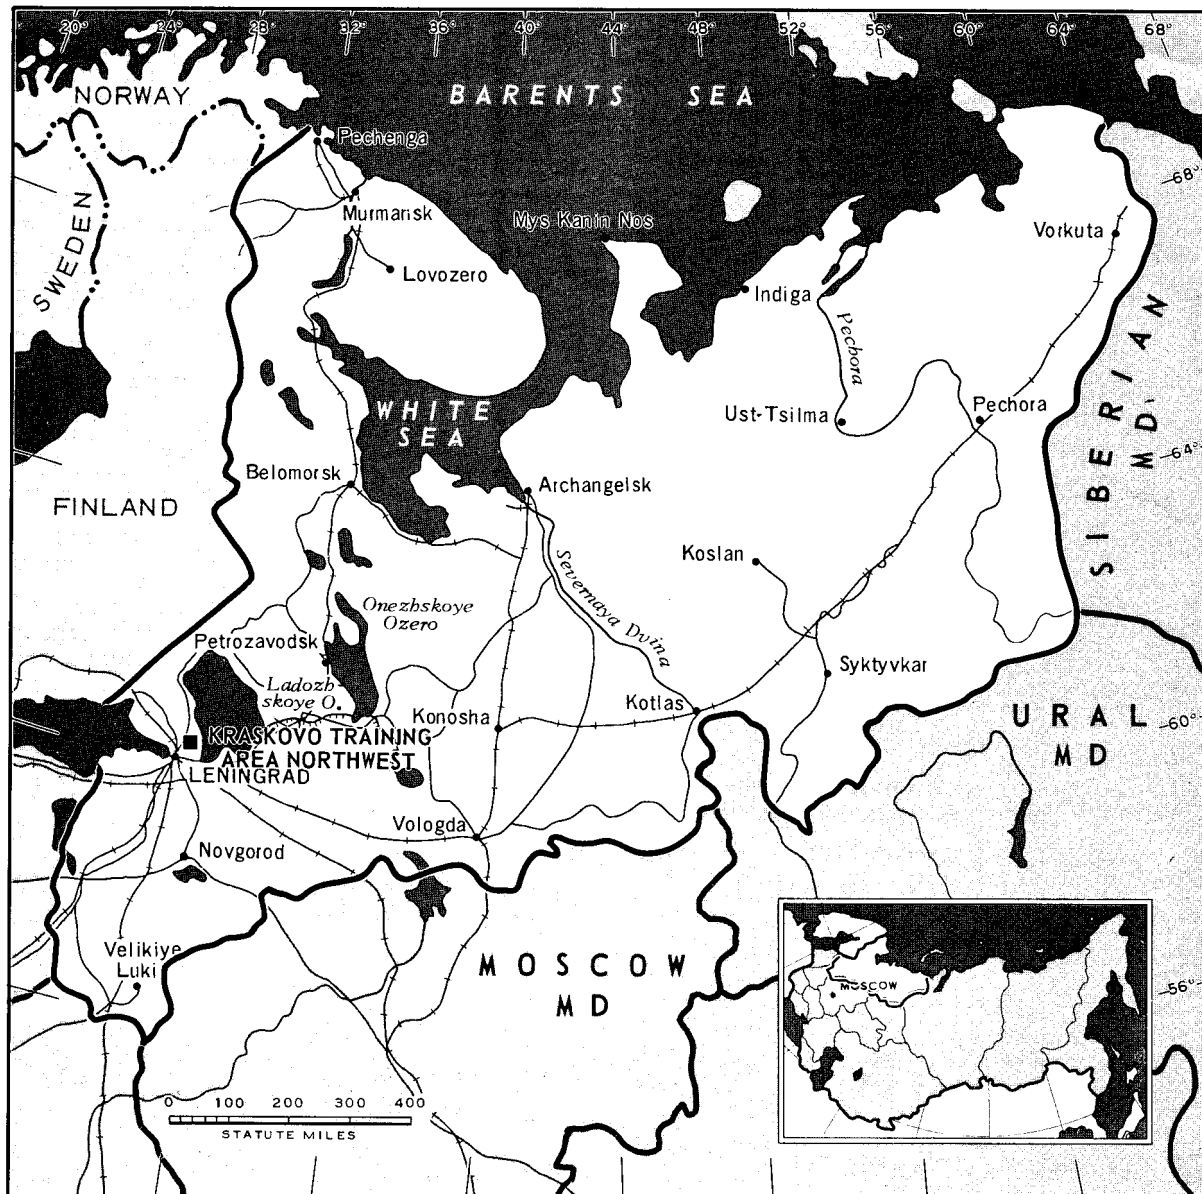 20° 24° 28° 32° 36° 40° 44° 48° 52° 56° 60° 64° 68°
NORWAY
BARENTS SEA
Pechenga
68°
SWEDEN
Murmansk
Mys Kanin Nos
Vorkuta
Lovozero
Indiga
Pechora
SIBERIAN
MD
WHITE
SEA
Ust-Tsilma
Pechora
64°
Belomorsk
Archangelsk
FINLAND
Koslan
Severnaya Dvina
Onezhskoye
Ozero
Petrozavodsk
Syktyvkar
Ladozh
skoye O.
Kotlas
Konosha
60°
URAL
MD
KRASKOVO TRAINING
AREA NORTHWEST
LENINGRAD
Vologda
Novgorod
Velikiye
Luki
MOSCOW
MD
MOSCOW
56°
0 100 200 300 400
STATUTE MILES